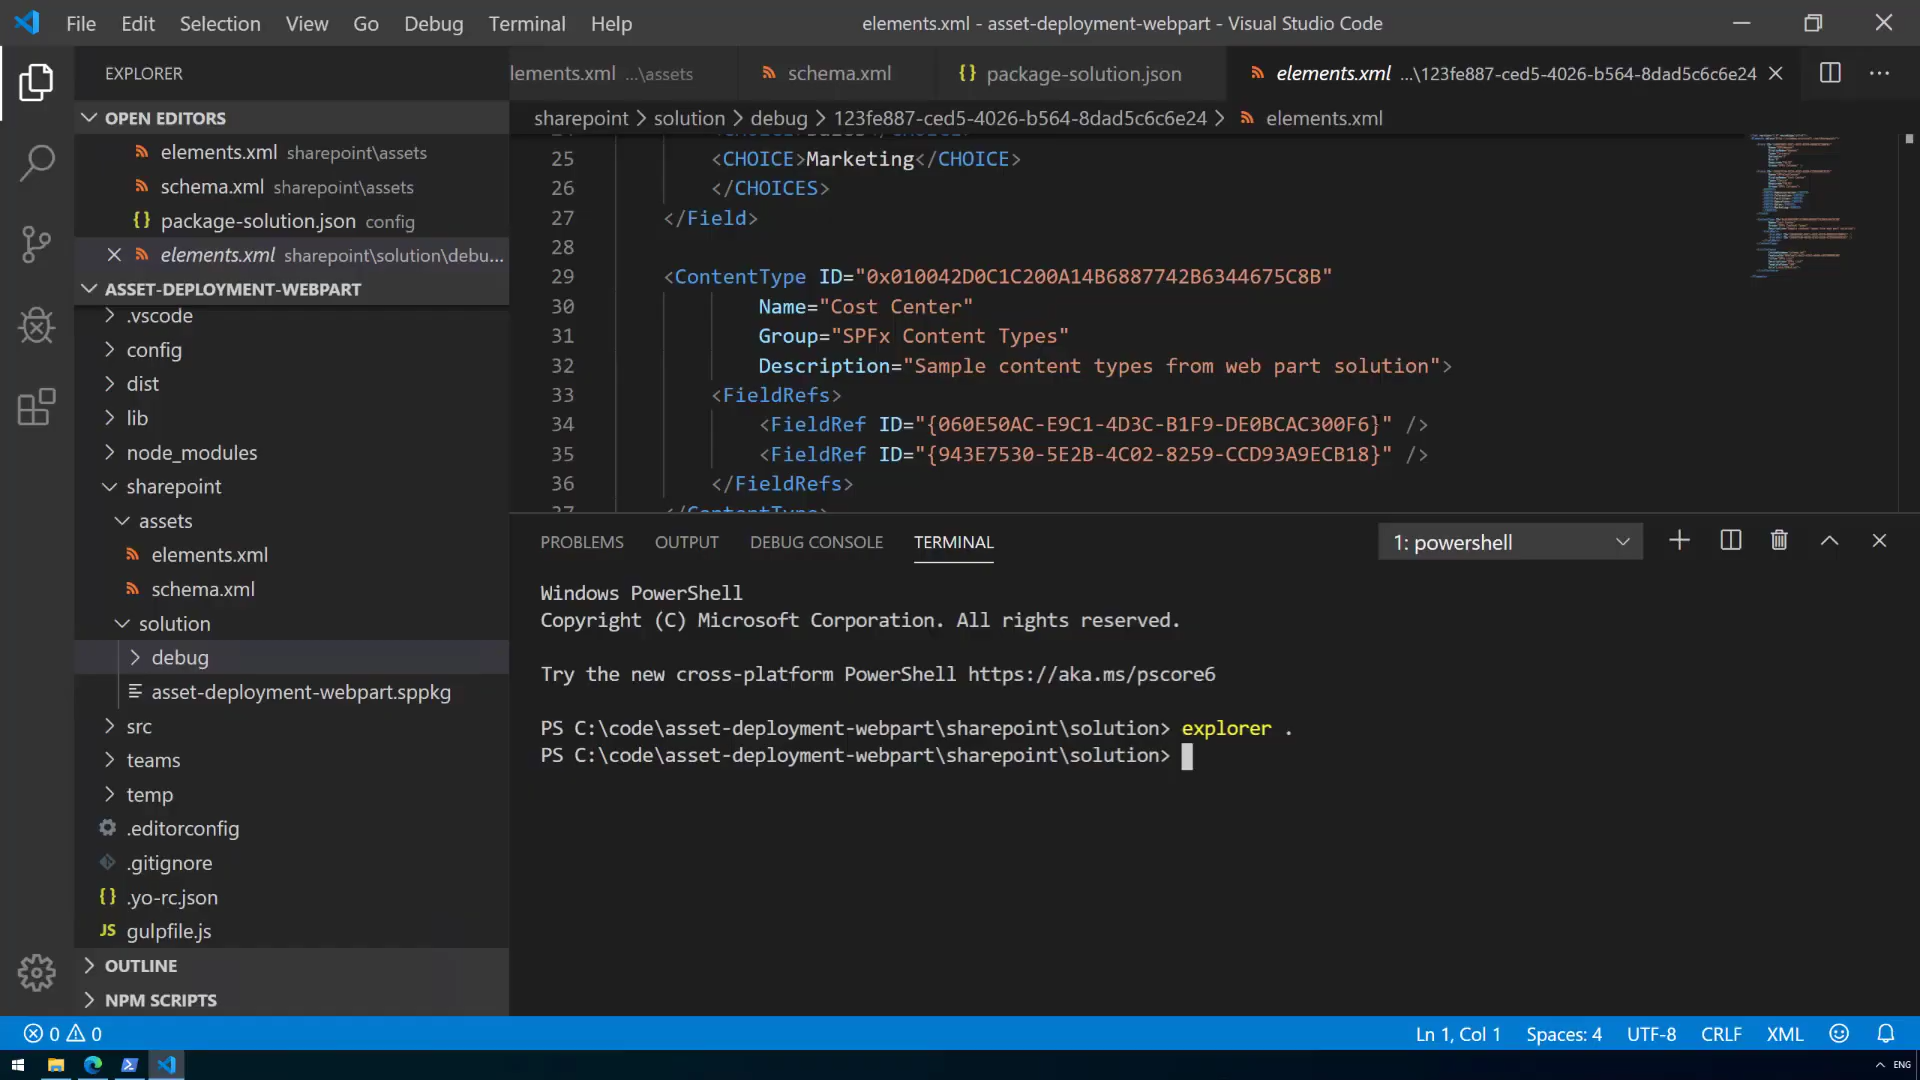 File Edit Selection View Go Debug Terminal Help
elements.xml - asset-deployment-webpart - Visual Studio Code
EXPLORER
OPEN EDITORS
elements.xml sharepoint\assets
schema.xml sharepoint\assets
package-solution.json config
elements.xml sharepoint\solution\debu...
ASSET-DEPLOYMENT-WEBPART
.vscode
config
dist
lib
node_modules
sharepoint
assets
elements.xml
schema.xml
solution
debug
asset-deployment-webpart.sppkg
src
teams
temp
.editorconfig
.gitignore
.yo-rc.json
JS gulpfile.js
OUTLINE
NPM SCRIPTS
lements.xml ...\assets
schema.xml
package-solution.json
elements.xml ...\123fe887-ced5-4026-b564-8dad5c6c6e24
sharepoint > solution > debug > 123fe887-ced5-4026-b564-8dad5c6c6e24 > elements.xml
25 <CHOICE>Marketing</CHOICE>
26 </CHOICES>
27 </Field>
28
29 <ContentType ID="0x010042D0C1C200A14B6887742B6344675C8B"
30 Name="Cost Center"
31 Group="SPFx Content Types"
32 Description="Sample content types from web part solution">
33 <FieldRefs>
34 <FieldRef ID="{060E50AC-E9C1-4D3C-B1F9-DE0BCAC300F6}" />
35 <FieldRef ID="{943E7530-5E2B-4C02-8259-CCD93A9ECB18}" />
36 </FieldRefs>
37 </ContentType>
PROBLEMS OUTPUT DEBUG CONSOLE TERMINAL
1: powershell
Windows PowerShell
Copyright (C) Microsoft Corporation. All rights reserved.
Try the new cross-platform PowerShell https://aka.ms/pscore6
PS C:\code\asset-deployment-webpart\sharepoint\solution> explorer .
PS C:\code\asset-deployment-webpart\sharepoint\solution>
0 0
Ln 1, Col 1 Spaces: 4 UTF-8 CRLF XML
ENG